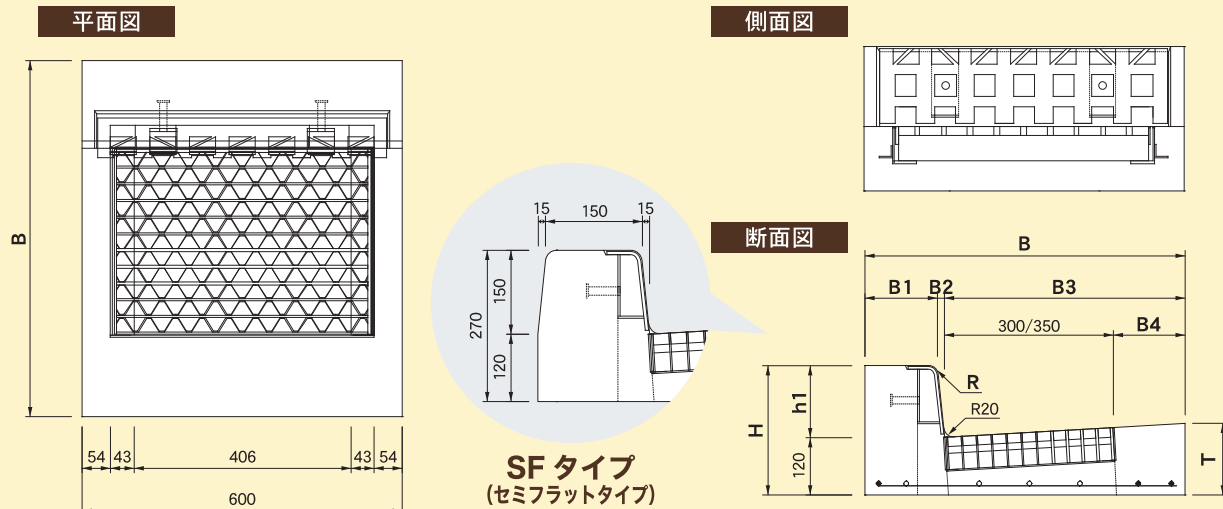 平面図
B
54
43
406
43
54
600
15
150
15
150
270
120
SF タイプ
(セミフラットタイプ)
側面図
断面図
B
B1
B2
B3
300/350
B4
R
R20
H
h1
120
T